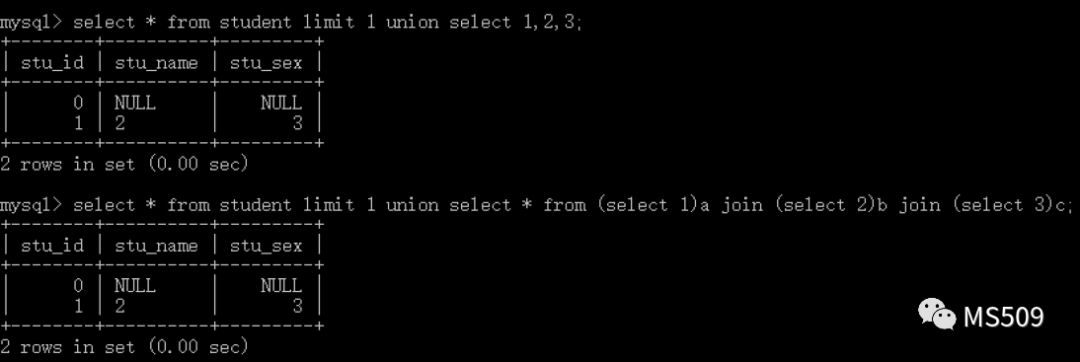 mysql> select * from student limit 1 union select 1,2,3;
+--------+----------+---------+
| stu_id | stu_name | stu_sex |
+--------+----------+---------+
|      0 | NULL     |    NULL |
|      1 | 2        |       3 |
+--------+----------+---------+
2 rows in set (0.00 sec)
mysql> select * from student limit 1 union select * from (select 1)a join (select 2)b join (select 3)c;
+--------+----------+---------+
| stu_id | stu_name | stu_sex |
+--------+----------+---------+
|      0 | NULL     |    NULL |
|      1 | 2        |       3 |
+--------+----------+---------+
2 rows in set (0.00 sec)
MS509